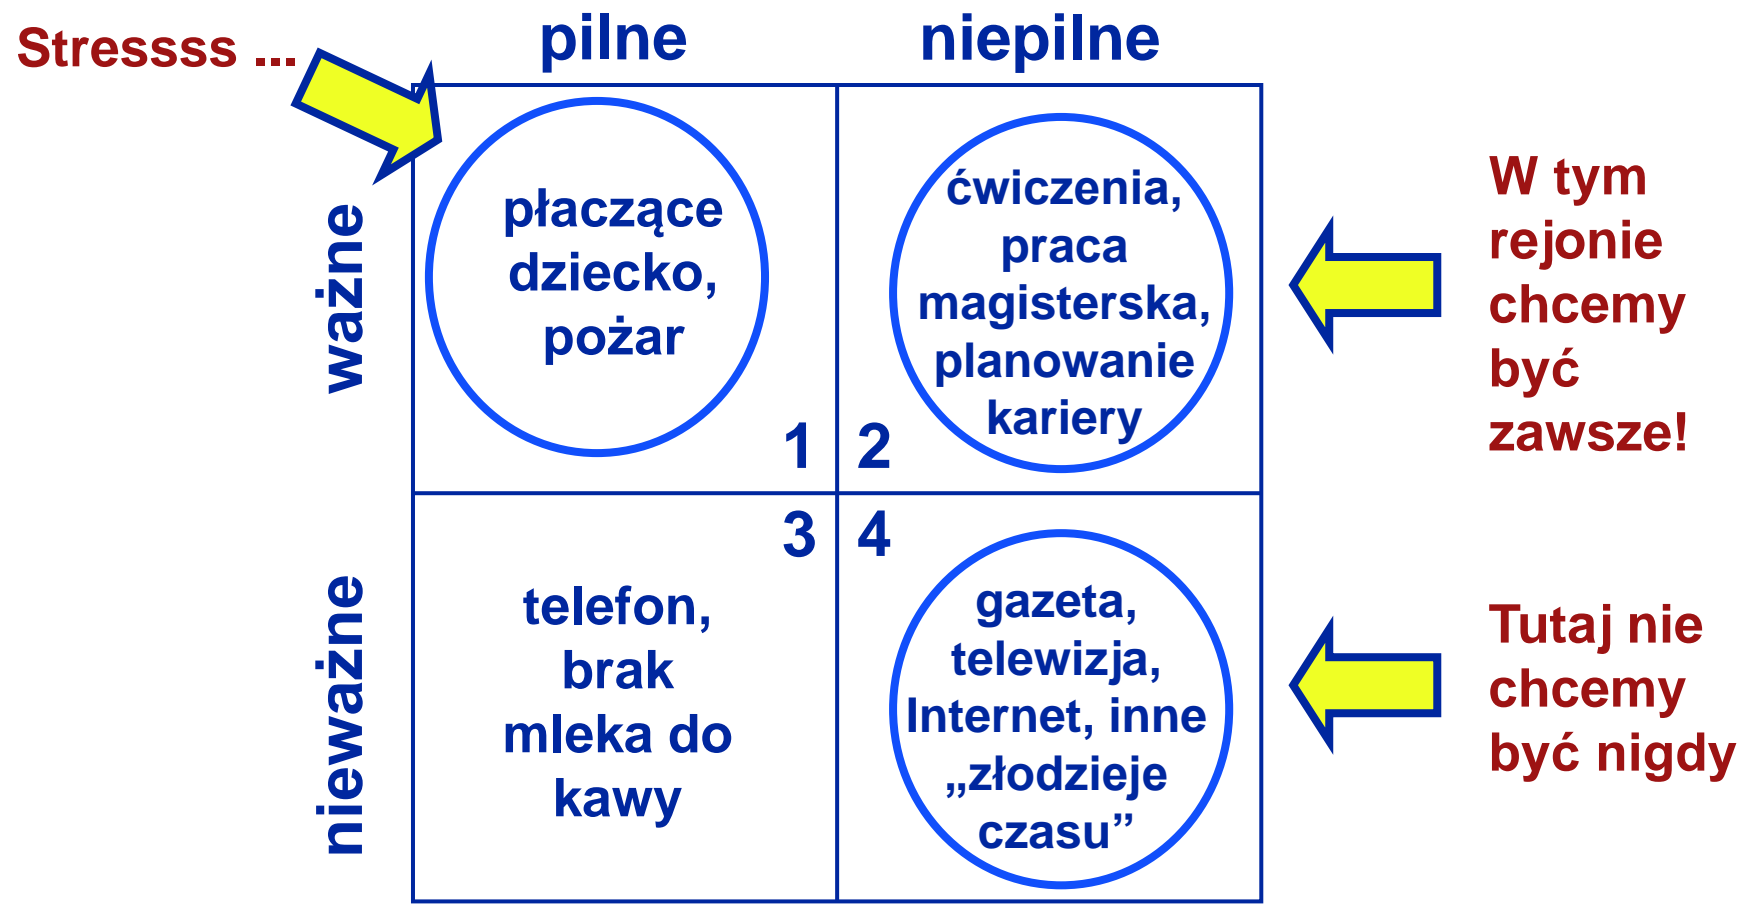 Stressss ...
pilne
niepilne
ważne
płaczące
dziecko,
pożar
1
ćwiczenia,
praca
magisterska,
planowanie
kariery
2
W tym
rejonie
chcemy
być
zawsze!
nieważne
3
telefon,
brak
mleka do
kawy
4
gazeta,
telewizja,
Internet, inne
„złodzieje
czasu”
Tutaj nie
chcemy
być nigdy